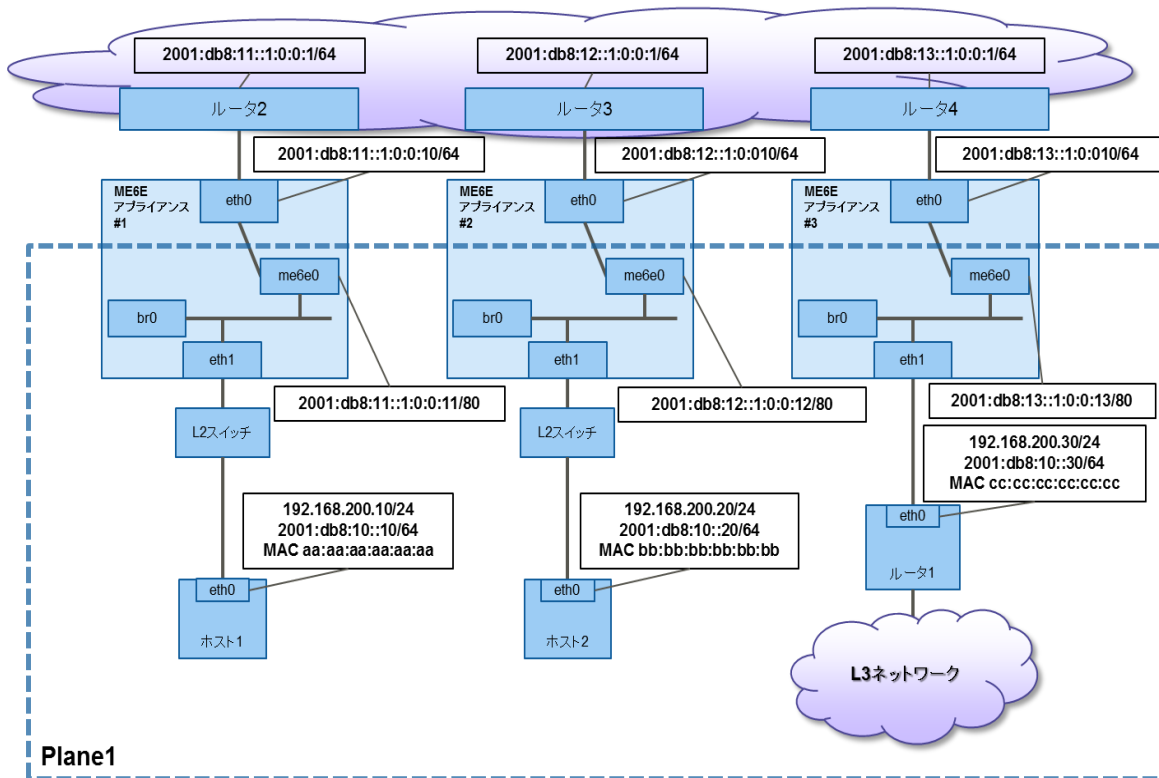 2001:db8:11::1:0:0:1/64
2001:db8:12::1:0:0:1/64
2001:db8:13::1:0:0:1/64
ルータ2
ルータ3
ルータ4
2001:db8:11::1:0:0:10/64
2001:db8:12::1:0:010/64
2001:db8:13::1:0:010/64
ME6E
アプライアンス
#1
eth0
ME6E
アプライアンス
#2
eth0
ME6E
アプライアンス
#3
eth0
me6e0
me6e0
me6e0
br0
br0
br0
eth1
eth1
eth1
2001:db8:11::1:0:0:11/80
2001:db8:12::1:0:0:12/80
2001:db8:13::1:0:0:13/80
L2スイッチ
L2スイッチ
192.168.200.30/24
2001:db8:10::30/64
MAC cc:cc:cc:cc:cc:cc
192.168.200.10/24
2001:db8:10::10/64
MAC aa:aa:aa:aa:aa:aa
192.168.200.20/24
2001:db8:10::20/64
MAC bb:bb:bb:bb:bb:bb
eth0
ルータ1
eth0
ホスト1
eth0
ホスト2
L3ネットワーク
Plane1